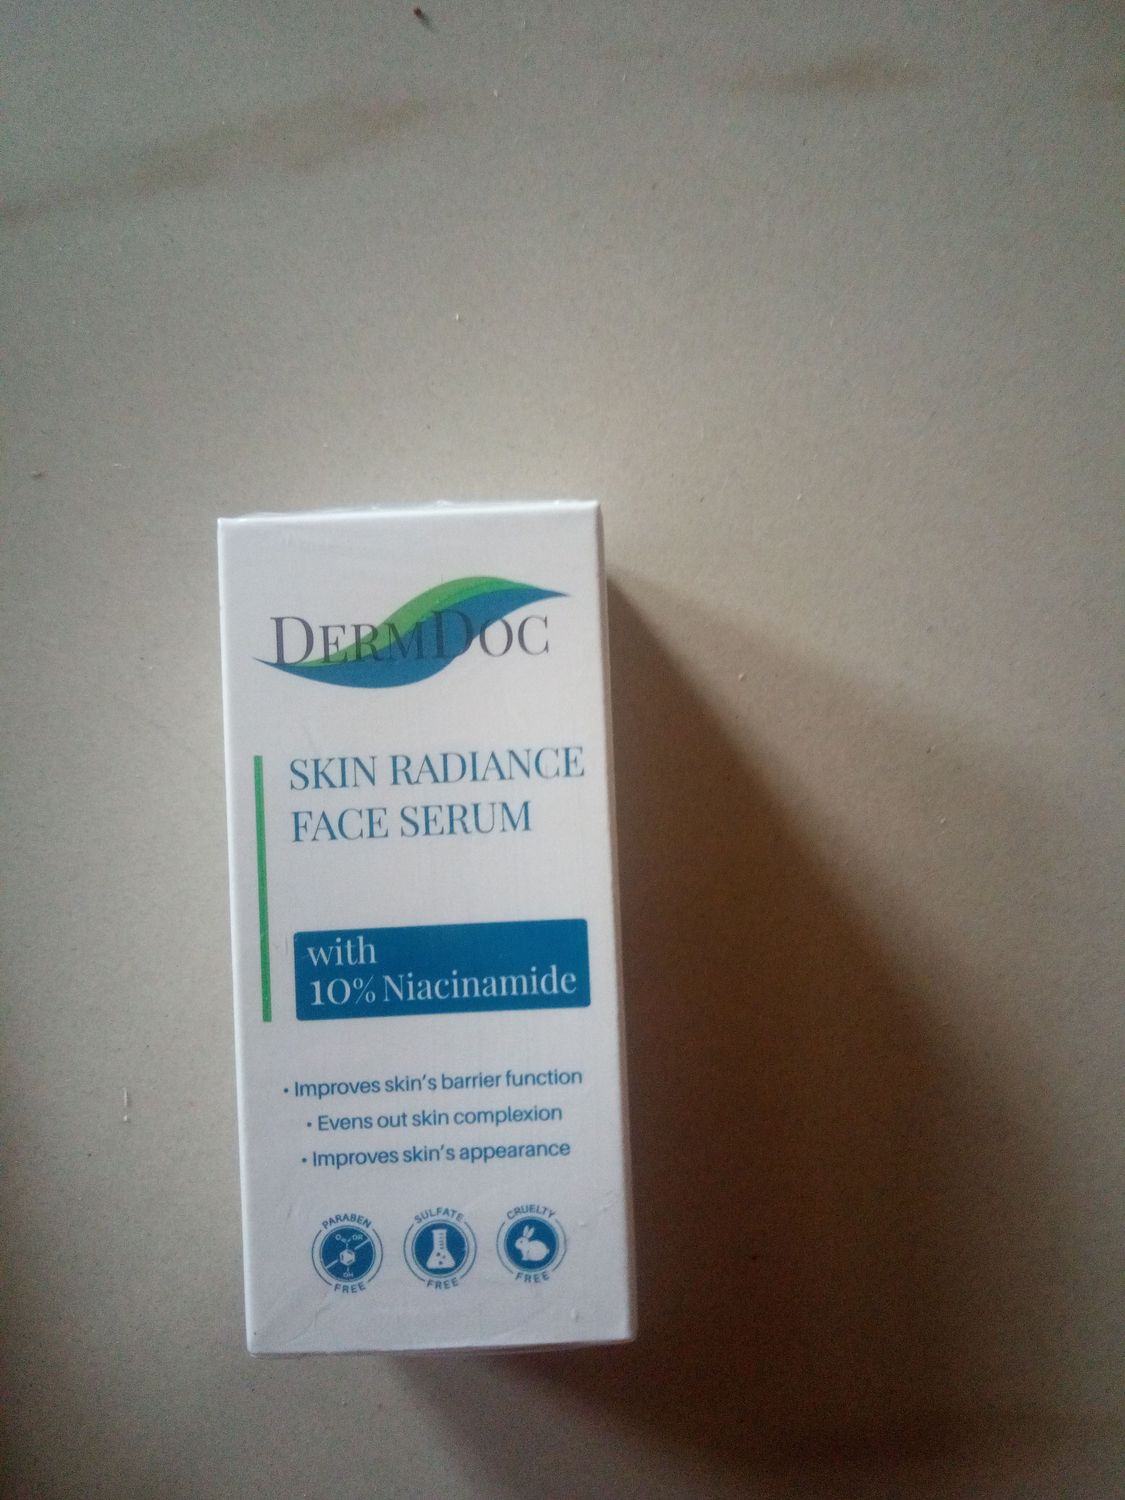 DERMDOC
SKIN RADIANCE
FACE SERUM
with
10% Niacinamide
• Improves skin's barrier function
• Evens out skin complexion
• Improves skin's appearance
PARABEN
FREE
SULFATE
FREE
CRUELTY
FREE